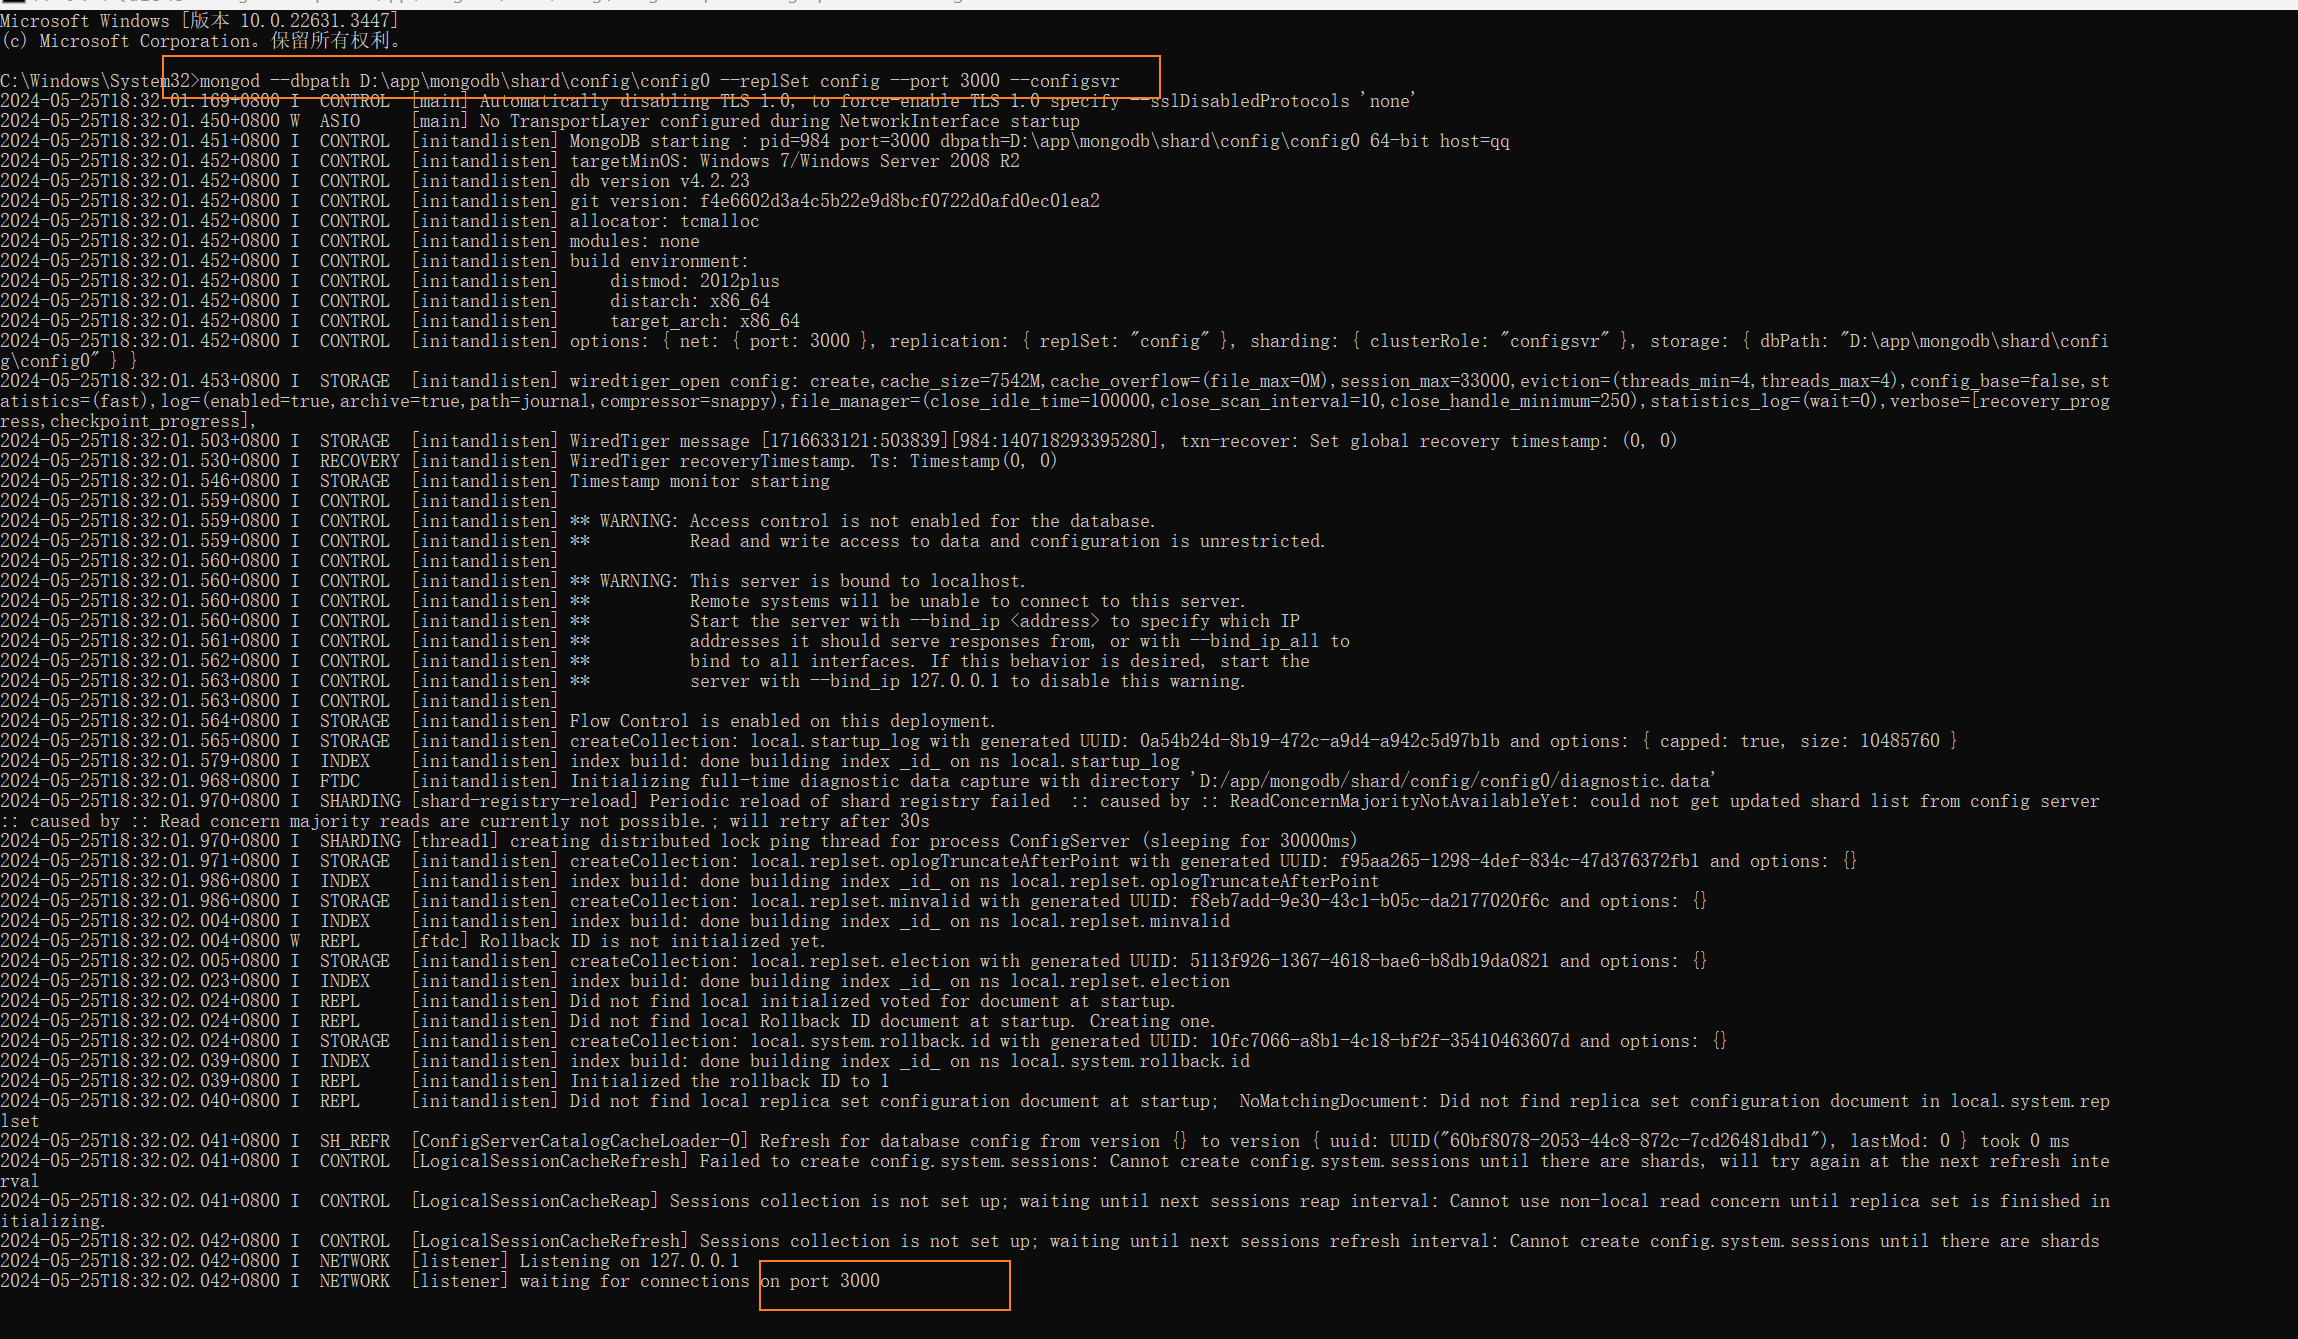 Microsoft Windows [版本 10.0.22631.3447]
(c) Microsoft Corporation。保留所有权利。
C:\Windows\System32>mongod --dbpath D:\app\mongodb\shard\config\config0 --replSet config --port 3000 --configsvr
2024-05-25T18:32:01.169+0800 I  CONTROL  [main] Automatically disabling TLS 1.0, to force-enable TLS 1.0 specify --sslDisabledProtocols 'none'
2024-05-25T18:32:01.450+0800 W  ASIO     [main] No TransportLayer configured during NetworkInterface startup
2024-05-25T18:32:01.451+0800 I  CONTROL  [initandlisten] MongoDB starting : pid=984 port=3000 dbpath=D:\app\mongodb\shard\config\config0 64-bit host=qq
2024-05-25T18:32:01.452+0800 I  CONTROL  [initandlisten] targetMinOS: Windows 7/Windows Server 2008 R2
2024-05-25T18:32:01.452+0800 I  CONTROL  [initandlisten] db version v4.2.23
2024-05-25T18:32:01.452+0800 I  CONTROL  [initandlisten] git version: f4e6602d3a4c5b22e9d8bcf0722d0afd0ec01ea2
2024-05-25T18:32:01.452+0800 I  CONTROL  [initandlisten] allocator: tcmalloc
2024-05-25T18:32:01.452+0800 I  CONTROL  [initandlisten] modules: none
2024-05-25T18:32:01.452+0800 I  CONTROL  [initandlisten] build environment:
2024-05-25T18:32:01.452+0800 I  CONTROL  [initandlisten]     distmod: 2012plus
2024-05-25T18:32:01.452+0800 I  CONTROL  [initandlisten]     distarch: x86_64
2024-05-25T18:32:01.452+0800 I  CONTROL  [initandlisten]     target_arch: x86_64
2024-05-25T18:32:01.452+0800 I  CONTROL  [initandlisten] options: { net: { port: 3000 }, replication: { replSet: "config" }, sharding: { clusterRole: "configsvr" }, storage: { dbPath: "D:\app\mongodb\shard\confi
g\config0" } }
2024-05-25T18:32:01.453+0800 I  STORAGE  [initandlisten] wiredtiger_open config: create,cache_size=7542M,cache_overflow=(file_max=0M),session_max=33000,eviction=(threads_min=4,threads_max=4),config_base=false,st
atistics=(fast),log=(enabled=true,archive=true,path=journal,compressor=snappy),file_manager=(close_idle_time=100000,close_scan_interval=10,close_handle_minimum=250),statistics_log=(wait=0),verbose=[recovery_prog
ress,checkpoint_progress],
2024-05-25T18:32:01.503+0800 I  STORAGE  [initandlisten] WiredTiger message [1716633121:503839][984:140718293395280], txn-recover: Set global recovery timestamp: (0, 0)
2024-05-25T18:32:01.530+0800 I  RECOVERY [initandlisten] WiredTiger recoveryTimestamp. Ts: Timestamp(0, 0)
2024-05-25T18:32:01.546+0800 I  STORAGE  [initandlisten] Timestamp monitor starting
2024-05-25T18:32:01.559+0800 I  CONTROL  [initandlisten]
2024-05-25T18:32:01.559+0800 I  CONTROL  [initandlisten] ** WARNING: Access control is not enabled for the database.
2024-05-25T18:32:01.559+0800 I  CONTROL  [initandlisten] **          Read and write access to data and configuration is unrestricted.
2024-05-25T18:32:01.560+0800 I  CONTROL  [initandlisten]
2024-05-25T18:32:01.560+0800 I  CONTROL  [initandlisten] ** WARNING: This server is bound to localhost.
2024-05-25T18:32:01.560+0800 I  CONTROL  [initandlisten] **          Remote systems will be unable to connect to this server.
2024-05-25T18:32:01.560+0800 I  CONTROL  [initandlisten] **          Start the server with --bind_ip <address> to specify which IP
2024-05-25T18:32:01.561+0800 I  CONTROL  [initandlisten] **          addresses it should serve responses from, or with --bind_ip_all to
2024-05-25T18:32:01.562+0800 I  CONTROL  [initandlisten] **          bind to all interfaces. If this behavior is desired, start the
2024-05-25T18:32:01.563+0800 I  CONTROL  [initandlisten] **          server with --bind_ip 127.0.0.1 to disable this warning.
2024-05-25T18:32:01.563+0800 I  CONTROL  [initandlisten]
2024-05-25T18:32:01.564+0800 I  STORAGE  [initandlisten] Flow Control is enabled on this deployment.
2024-05-25T18:32:01.565+0800 I  STORAGE  [initandlisten] createCollection: local.startup_log with generated UUID: 0a54b24d-8b19-472c-a9d4-a942c5d97b1b and options: { capped: true, size: 10485760 }
2024-05-25T18:32:01.579+0800 I  INDEX    [initandlisten] index build: done building index _id_ on ns local.startup_log
2024-05-25T18:32:01.968+0800 I  FTDC     [initandlisten] Initializing full-time diagnostic data capture with directory 'D:/app/mongodb/shard/config/config0/diagnostic.data'
2024-05-25T18:32:01.970+0800 I  SHARDING [shard-registry-reload] Periodic reload of shard registry failed  :: caused by :: ReadConcernMajorityNotAvailableYet: could not get updated shard list from config server
:: caused by :: Read concern majority reads are currently not possible.; will retry after 30s
2024-05-25T18:32:01.970+0800 I  SHARDING [thread1] creating distributed lock ping thread for process ConfigServer (sleeping for 30000ms)
2024-05-25T18:32:01.971+0800 I  STORAGE  [initandlisten] createCollection: local.replset.oplogTruncateAfterPoint with generated UUID: f95aa265-1298-4def-834c-47d376372fb1 and options: {}
2024-05-25T18:32:01.986+0800 I  INDEX    [initandlisten] index build: done building index _id_ on ns local.replset.oplogTruncateAfterPoint
2024-05-25T18:32:01.986+0800 I  STORAGE  [initandlisten] createCollection: local.replset.minvalid with generated UUID: f8eb7add-9e30-43c1-b05c-da2177020f6c and options: {}
2024-05-25T18:32:02.004+0800 I  INDEX    [initandlisten] index build: done building index _id_ on ns local.replset.minvalid
2024-05-25T18:32:02.004+0800 W  REPL     [ftdc] Rollback ID is not initialized yet.
2024-05-25T18:32:02.005+0800 I  STORAGE  [initandlisten] createCollection: local.replset.election with generated UUID: 5113f926-1367-4618-bae6-b8db19da0821 and options: {}
2024-05-25T18:32:02.023+0800 I  INDEX    [initandlisten] index build: done building index _id_ on ns local.replset.election
2024-05-25T18:32:02.024+0800 I  REPL     [initandlisten] Did not find local initialized voted for document at startup.
2024-05-25T18:32:02.024+0800 I  REPL     [initandlisten] Did not find local Rollback ID document at startup. Creating one.
2024-05-25T18:32:02.024+0800 I  STORAGE  [initandlisten] createCollection: local.system.rollback.id with generated UUID: 10fc7066-a8b1-4c18-bf2f-35410463607d and options: {}
2024-05-25T18:32:02.039+0800 I  INDEX    [initandlisten] index build: done building index _id_ on ns local.system.rollback.id
2024-05-25T18:32:02.039+0800 I  REPL     [initandlisten] Initialized the rollback ID to 1
2024-05-25T18:32:02.040+0800 I  REPL     [initandlisten] Did not find local replica set configuration document at startup;  NoMatchingDocument: Did not find replica set configuration document in local.system.rep
lset
2024-05-25T18:32:02.041+0800 I  SH_REFR  [ConfigServerCatalogCacheLoader-0] Refresh for database config from version {} to version { uuid: UUID("60bf8078-2053-44c8-872c-7cd26481dbd1"), lastMod: 0 } took 0 ms
2024-05-25T18:32:02.041+0800 I  CONTROL  [LogicalSessionCacheRefresh] Failed to create config.system.sessions: Cannot create config.system.sessions until there are shards, will try again at the next refresh inte
rval
2024-05-25T18:32:02.041+0800 I  CONTROL  [LogicalSessionCacheReap] Sessions collection is not set up; waiting until next sessions reap interval: Cannot use non-local read concern until replica set is finished in
itializing.
2024-05-25T18:32:02.042+0800 I  CONTROL  [LogicalSessionCacheRefresh] Sessions collection is not set up; waiting until next sessions refresh interval: Cannot create config.system.sessions until there are shards
2024-05-25T18:32:02.042+0800 I  NETWORK  [listener] Listening on 127.0.0.1
2024-05-25T18:32:02.042+0800 I  NETWORK  [listener] waiting for connections on port 3000